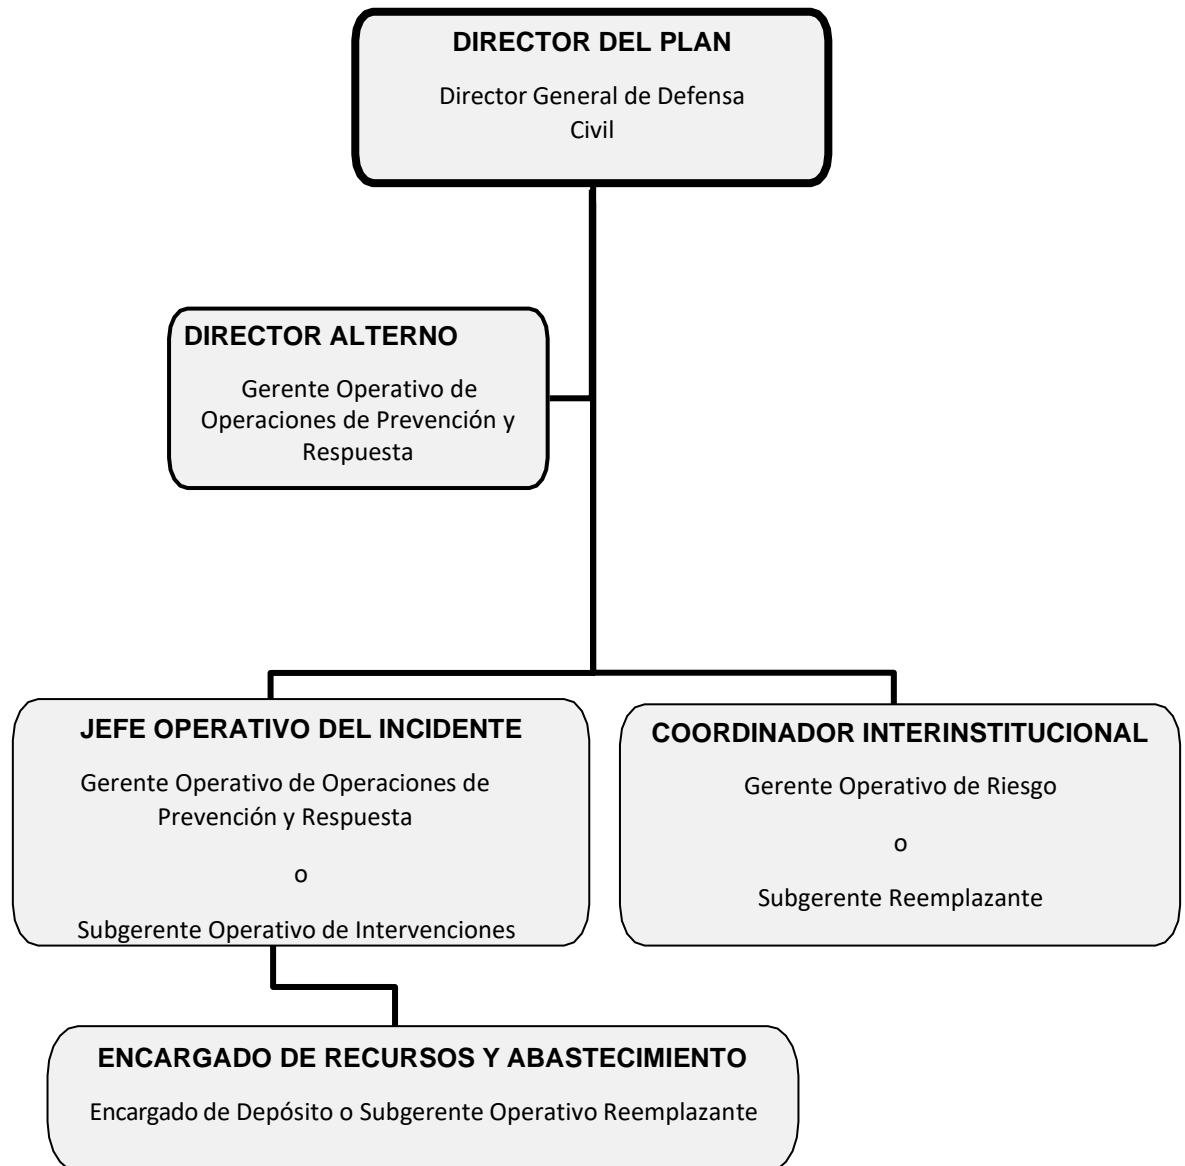 DIRECTOR DEL PLAN
Director General de Defensa
Civil
DIRECTOR ALTERNO
Gerente Operativo de
Operaciones de Prevención y
Respuesta
JEFE OPERATIVO DEL INCIDENTE
Gerente Operativo de Operaciones de
Prevención y Respuesta
o
Subgerente Operativo de Intervenciones
COORDINADOR INTERINSTITUCIONAL
Gerente Operativo de Riesgo
o
Subgerente Reemplazante
ENCARGADO DE RECURSOS Y ABASTECIMIENTO
Encargado de Depósito o Subgerente Operativo Reemplazante